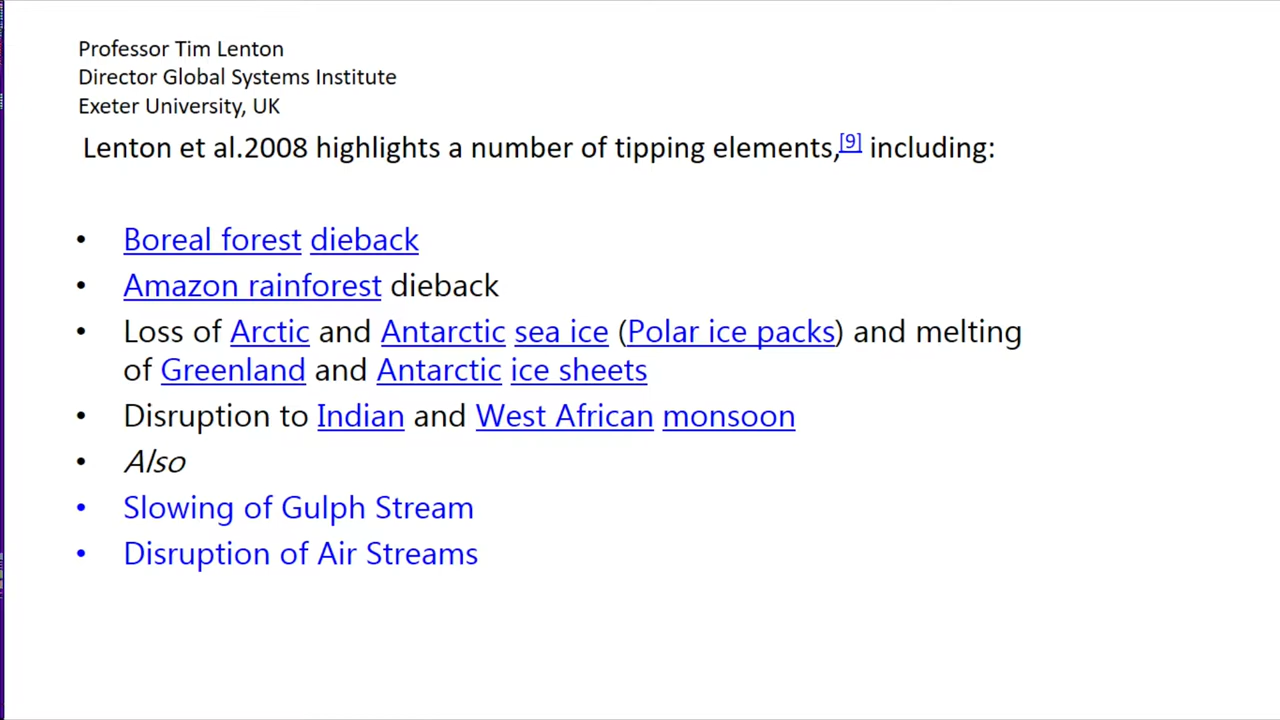 Professor Tim Lenton
Director Global Systems Institute
Exeter University, UK
Lenton et al.2008 highlights a number of tipping elements,[9] including:
• Boreal forest dieback
• Amazon rainforest dieback
• Loss of Arctic and Antarctic sea ice (Polar ice packs) and melting
of Greenland and Antarctic ice sheets
• Disruption to Indian and West African monsoon
• Also
• Slowing of Gulph Stream
• Disruption of Air Streams